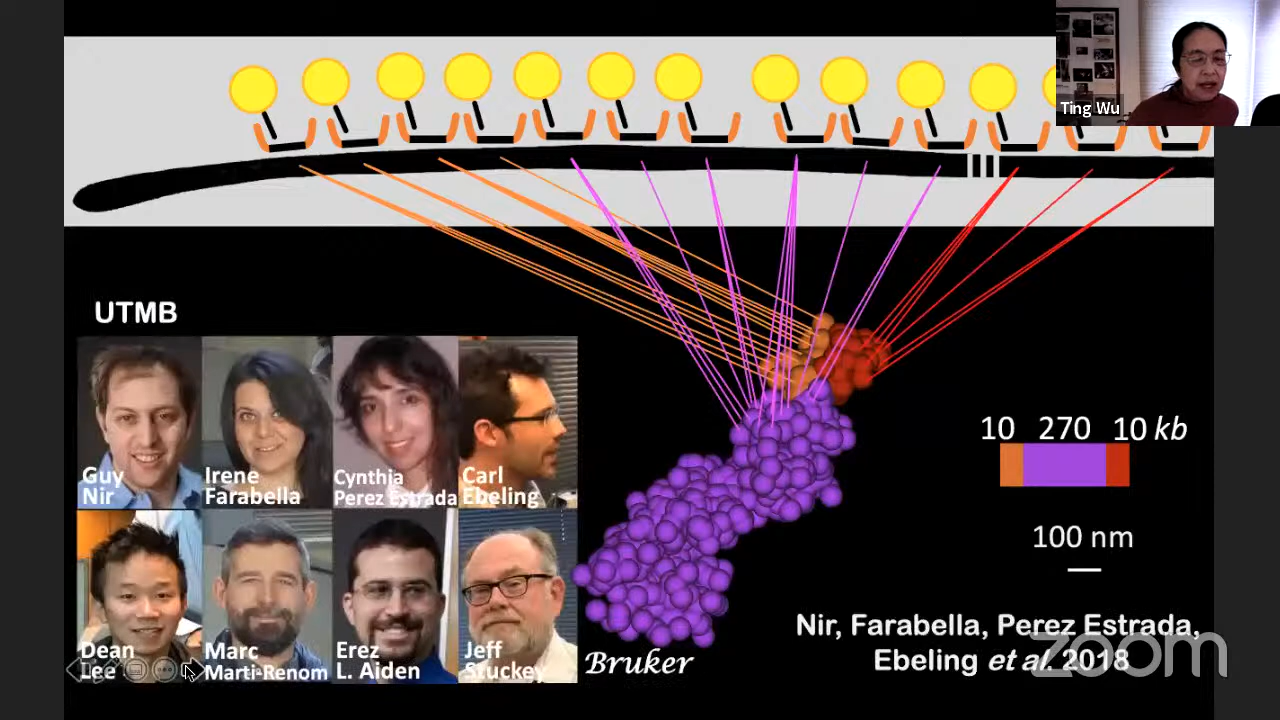 Ting Wu
UTMB
Guy
Nir
Irene
Farabella
Cynthia
Perez Estrada
Carl
Ebeling
Dean
Lee
Marc
Marti-Renom
Erez
L. Aiden
Jeff
Stuckey
Bruker
10 270 10 kb
100 nm
Nir, Farabella, Perez Estrada,
Ebeling et al. 2018
zoom